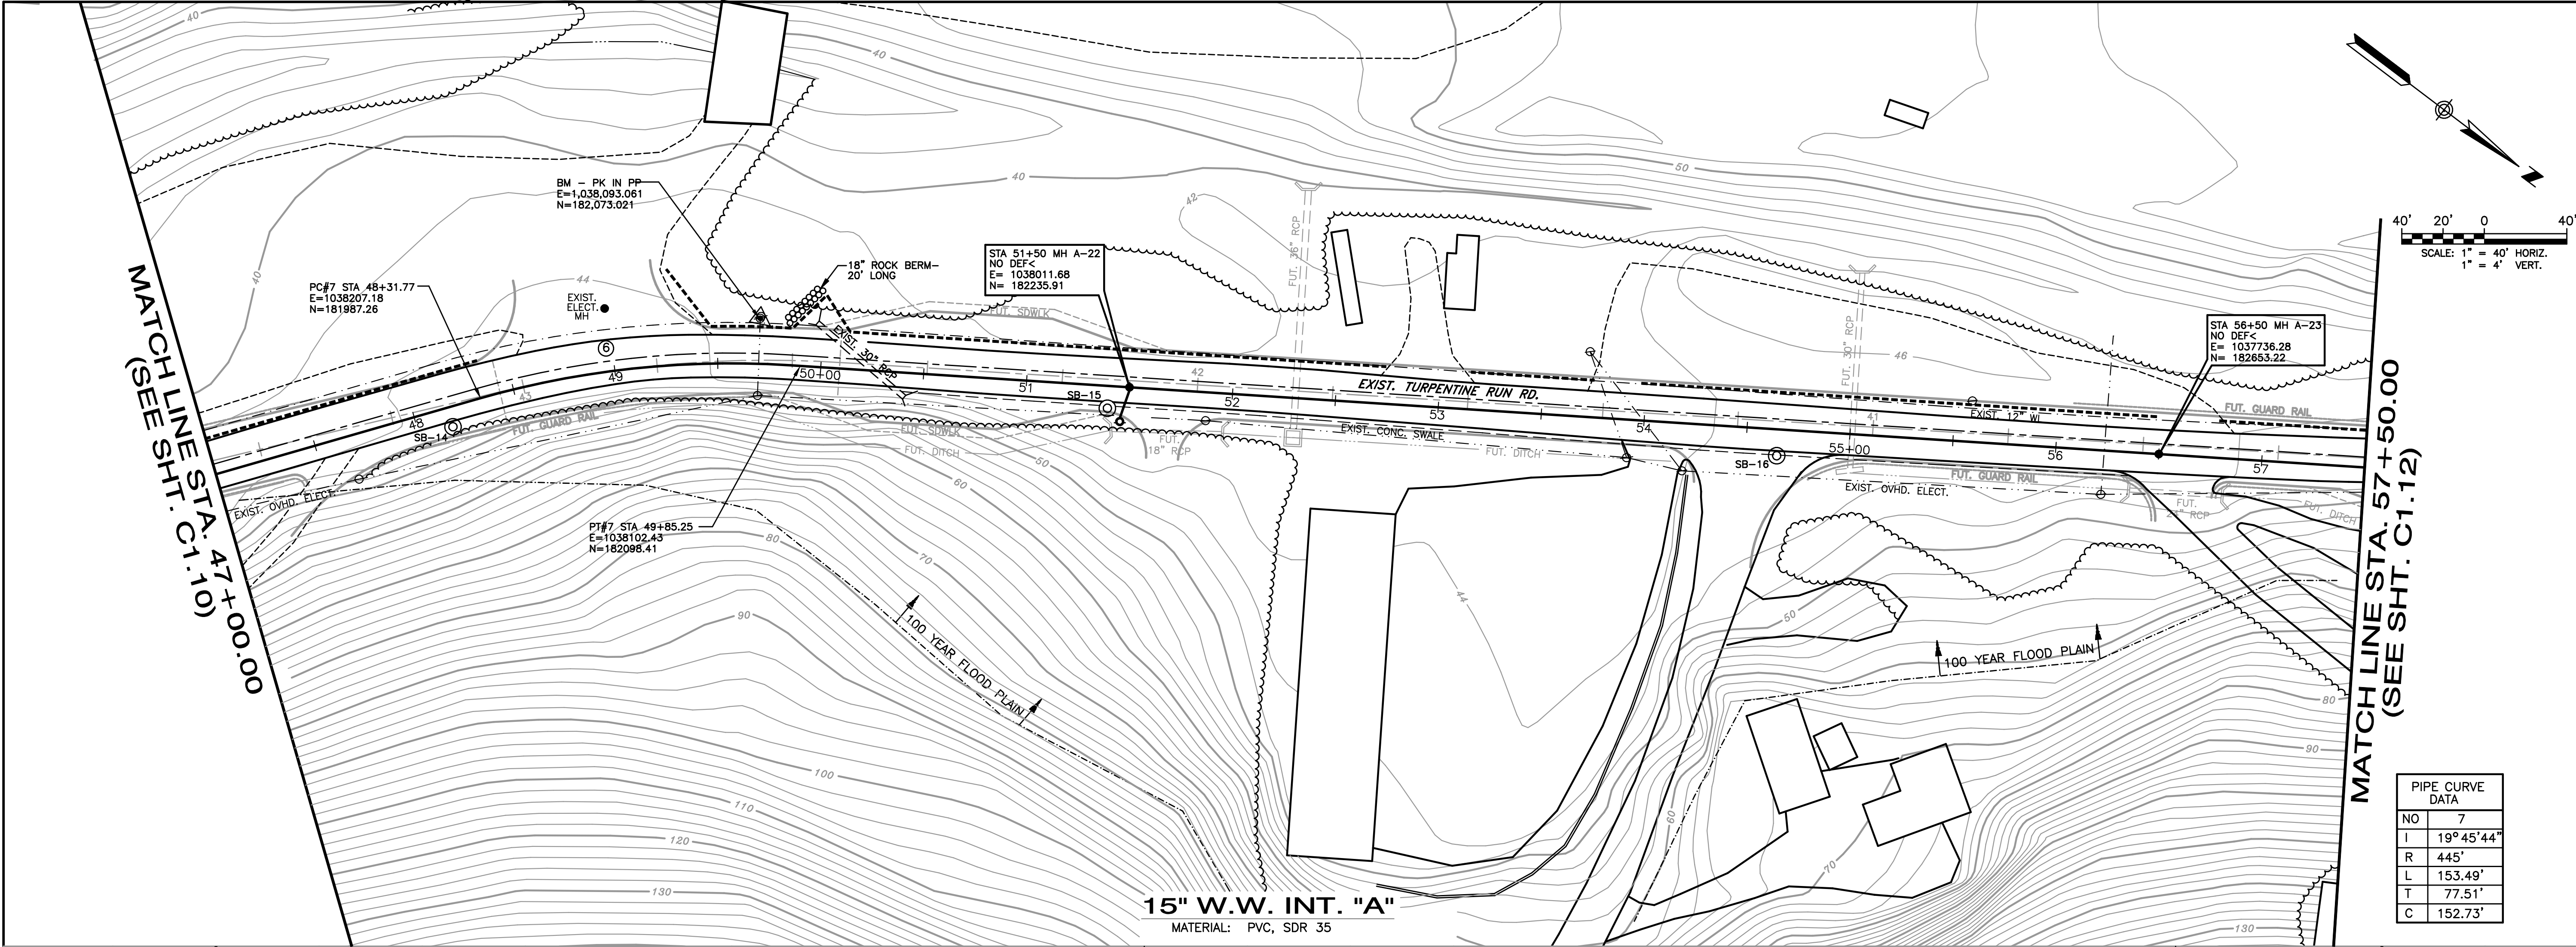 40
40
40
40
40
42
44
50
BM – PK IN PP
E=1,038,093.061
N=182,073.021
PC#7 STA 48+31.77
E=1038207.18
N=181987.26
EXIST.
ELECT.
MH
6
18" ROCK BERM–
20' LONG
STA 51+50 MH A-22
NO DEF<
E= 1038011.68
N= 182235.91
FUT. 36" RCP
FUT. SDWLK
EXIST. 30" RCP
FUT. 30" RCP
46
STA 56+50 MH A-23
NO DEF<
E= 1037736.28
N= 182653.22
N
40' 20' 0 40'
SCALE: 1" = 40' HORIZ.
1" = 4' VERT.
MATCH LINE STA. 47+00.00
(SEE SHT. C1.10)
48
49
50+00
51
52
53
54
55+00
56
57
43
42
41
SB-14
SB-15
SB-16
EXIST. TURPENTINE RUN RD.
EXIST. 12" WI
FUT. GUARD RAIL
FUT. GUARD RAIL
FUT. SDWLK
FUT. DITCH
FUT.
18" RCP
EXIST. CONC. SWALE
FUT. DITCH
FUT. GUARD RAIL
EXIST. OVHD. ELECT.
EXIST. OVHD. ELECT.
FUT.
RCP
FUT. DITCH
PT#7 STA 49+85.25
E=1038102.43
N=182098.41
50
60
70
80
90
100
110
120
130
44
50
60
70
80
90
130
100 YEAR FLOOD PLAIN
100 YEAR FLOOD PLAIN
MATCH LINE STA. 57+50.00
(SEE SHT. C1.12)
15" W.W. INT. "A"
MATERIAL: PVC, SDR 35
PIPE CURVE
DATA
NO 7
I 19°45'44"
R 445'
L 153.49'
T 77.51'
C 152.73'